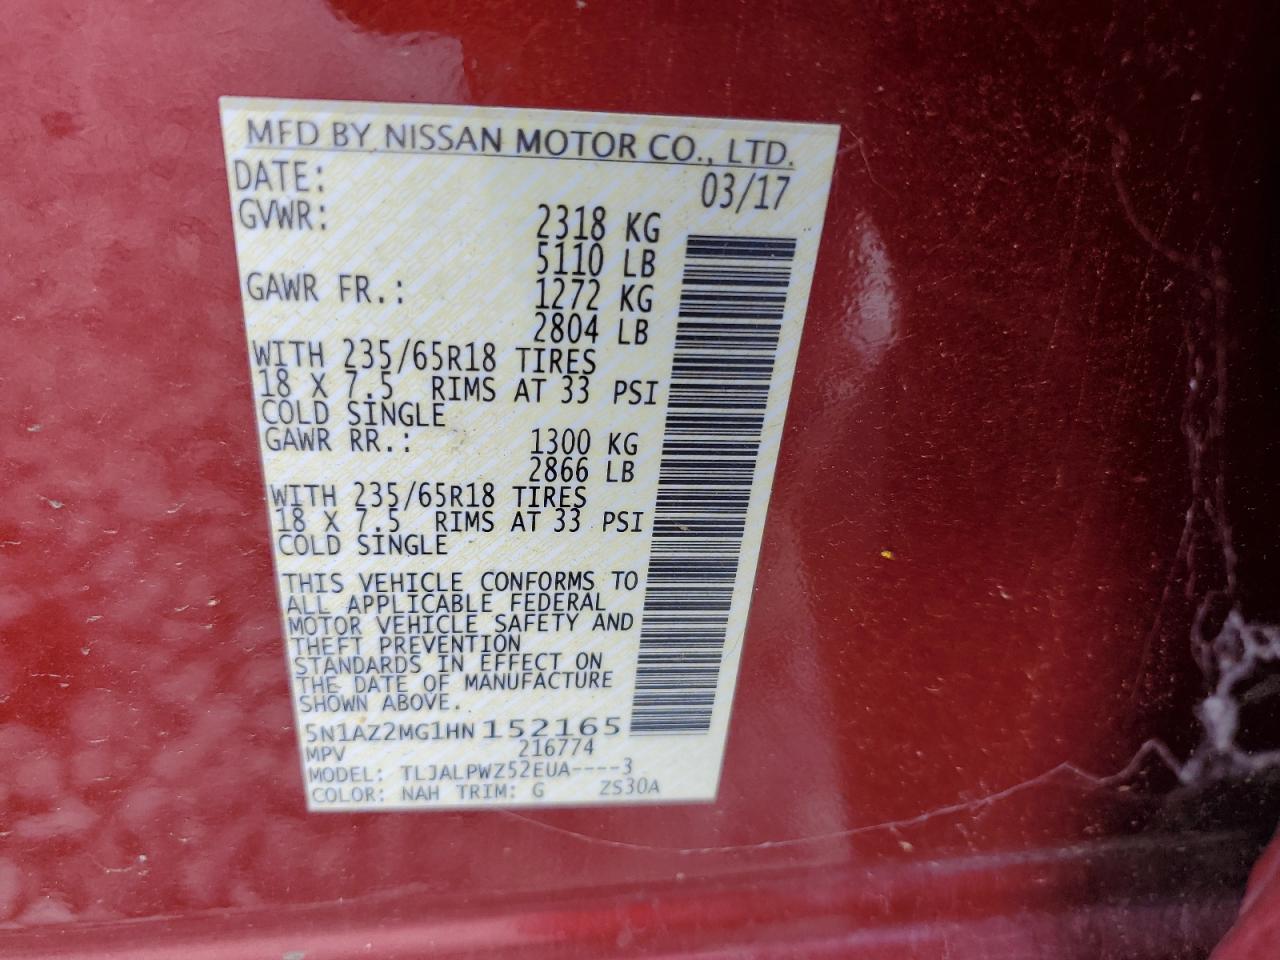 MFD BY NISSAN MOTOR CO., LTD.
DATE: 03/17
GVWR: 2318 KG
5110 LB
GAWR FR.: 1272 KG
2804 LB
WITH 235/65R18 TIRES
18 X 7.5 RIMS AT 33 PSI
COLD SINGLE
GAWR RR.: 1300 KG
2866 LB
WITH 235/65R18 TIRES
18 X 7.5 RIMS AT 33 PSI
COLD SINGLE
THIS VEHICLE CONFORMS TO
ALL APPLICABLE FEDERAL
MOTOR VEHICLE SAFETY AND
THEFT PREVENTION
STANDARDS IN EFFECT ON
THE DATE OF MANUFACTURE
SHOWN ABOVE.
5N1AZ2MG1HN152165
MPV 216774
MODEL: TLJALPWZ52EUA----3
COLOR: NAH TRIM: G ZS30A